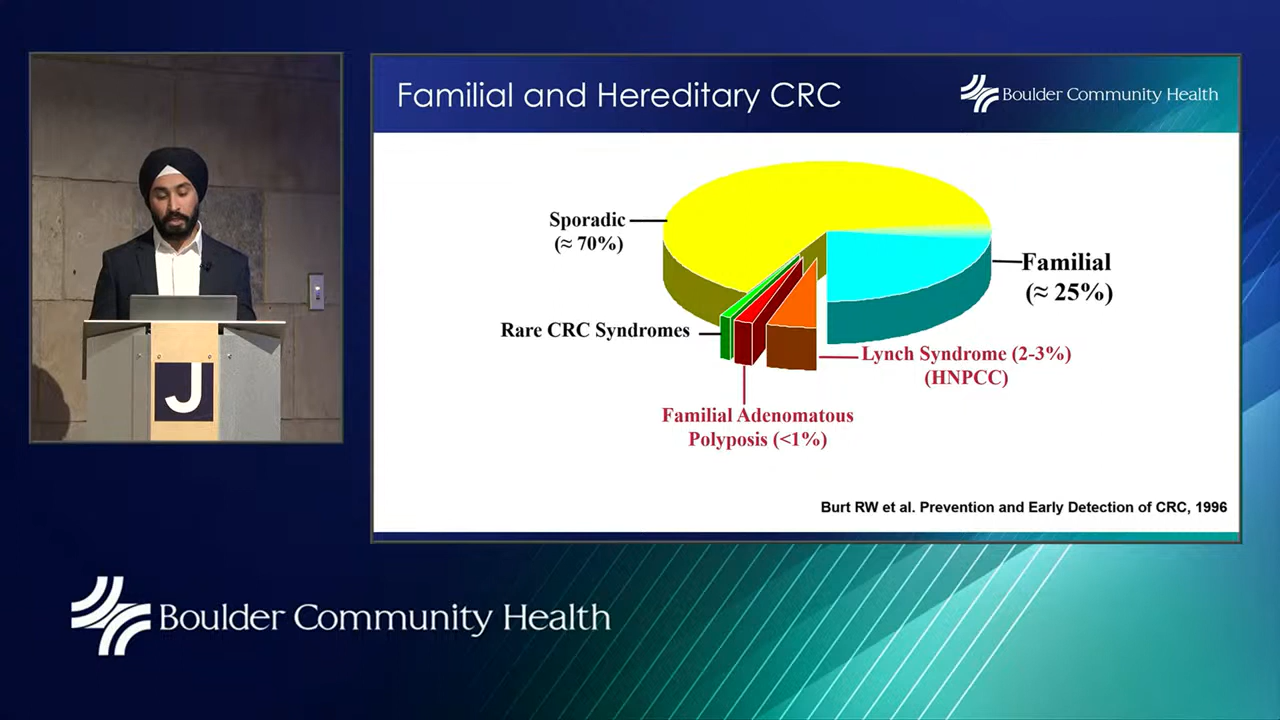 Familial and Hereditary CRC
Boulder Community Health
Sporadic
(≈ 70%)
Familial
(≈ 25%)
Rare CRC Syndromes
Lynch Syndrome (2-3%)
(HNPCC)
Familial Adenomatous
Polyposis (<1%)
Burt RW et al. Prevention and Early Detection of CRC, 1996
J
Boulder Community Health